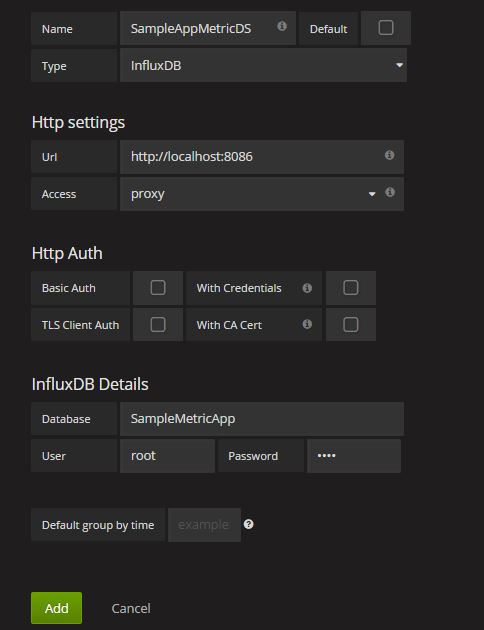 Name SampleAppMetricDS Default
Type InfluxDB
Http settings
Url http://localhost:8086
Access proxy
Http Auth
Basic Auth With Credentials
TLS Client Auth With CA Cert
InfluxDB Details
Database SampleMetricApp
User root Password ••••
Default group by time example
Add Cancel